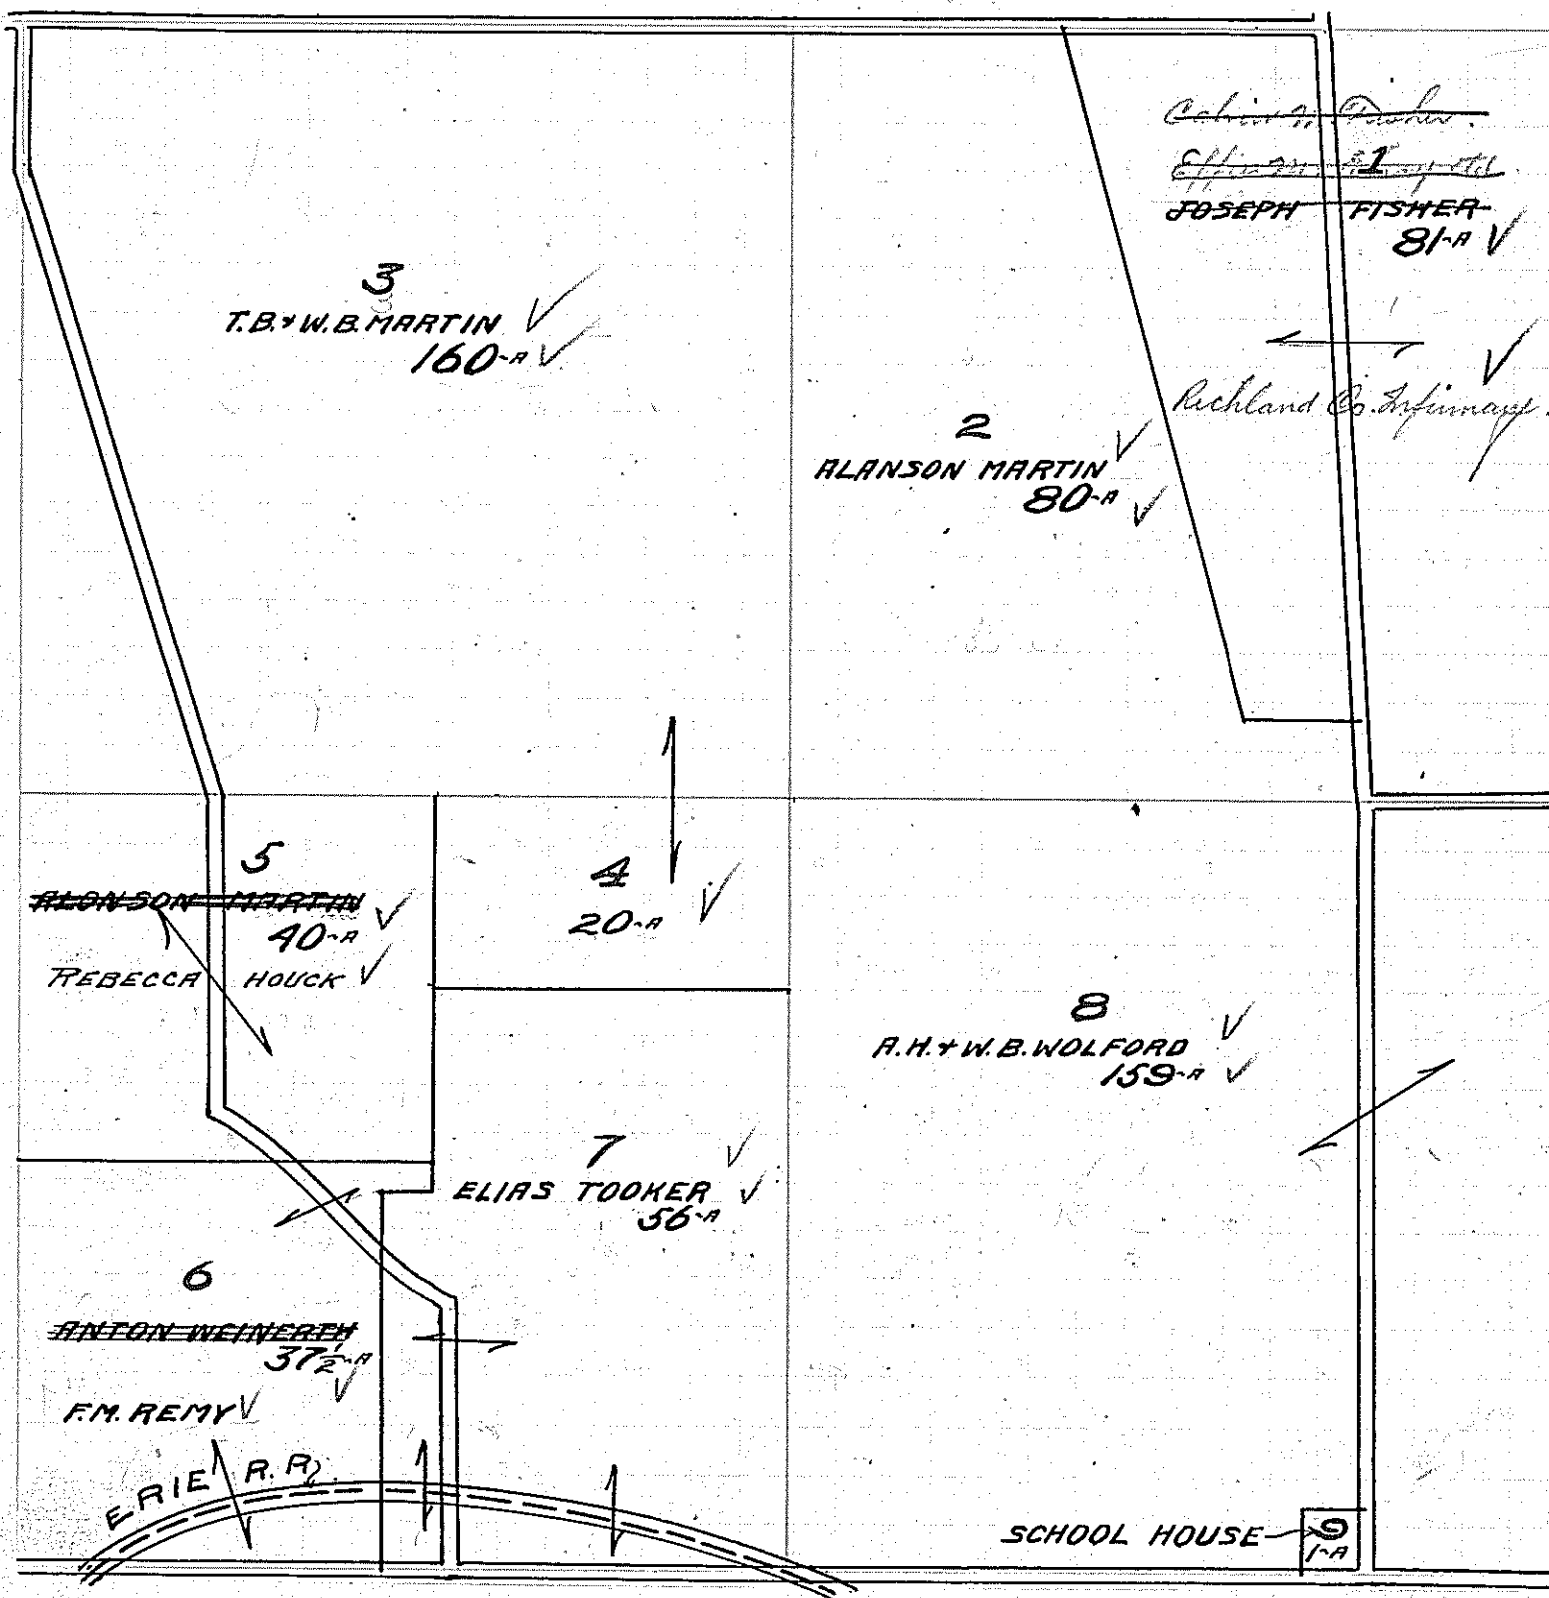 1
JOSEPH FISHER
81-A
Richland Co. Infirmary.
3
T.B. & W.B. MARTIN
160-A
2
ALANSON MARTIN
80-A
5
ALONSON MARTIN
40-A
REBECCA HOUCK
4
20-A
8
A.H. & W.B. WOLFORD
159-A
7
ELIAS TOOKER
56-A
6
ANTON WEINERTH
37½-A
F.M. REMY
ERIE R.R.
SCHOOL HOUSE
9
1-A